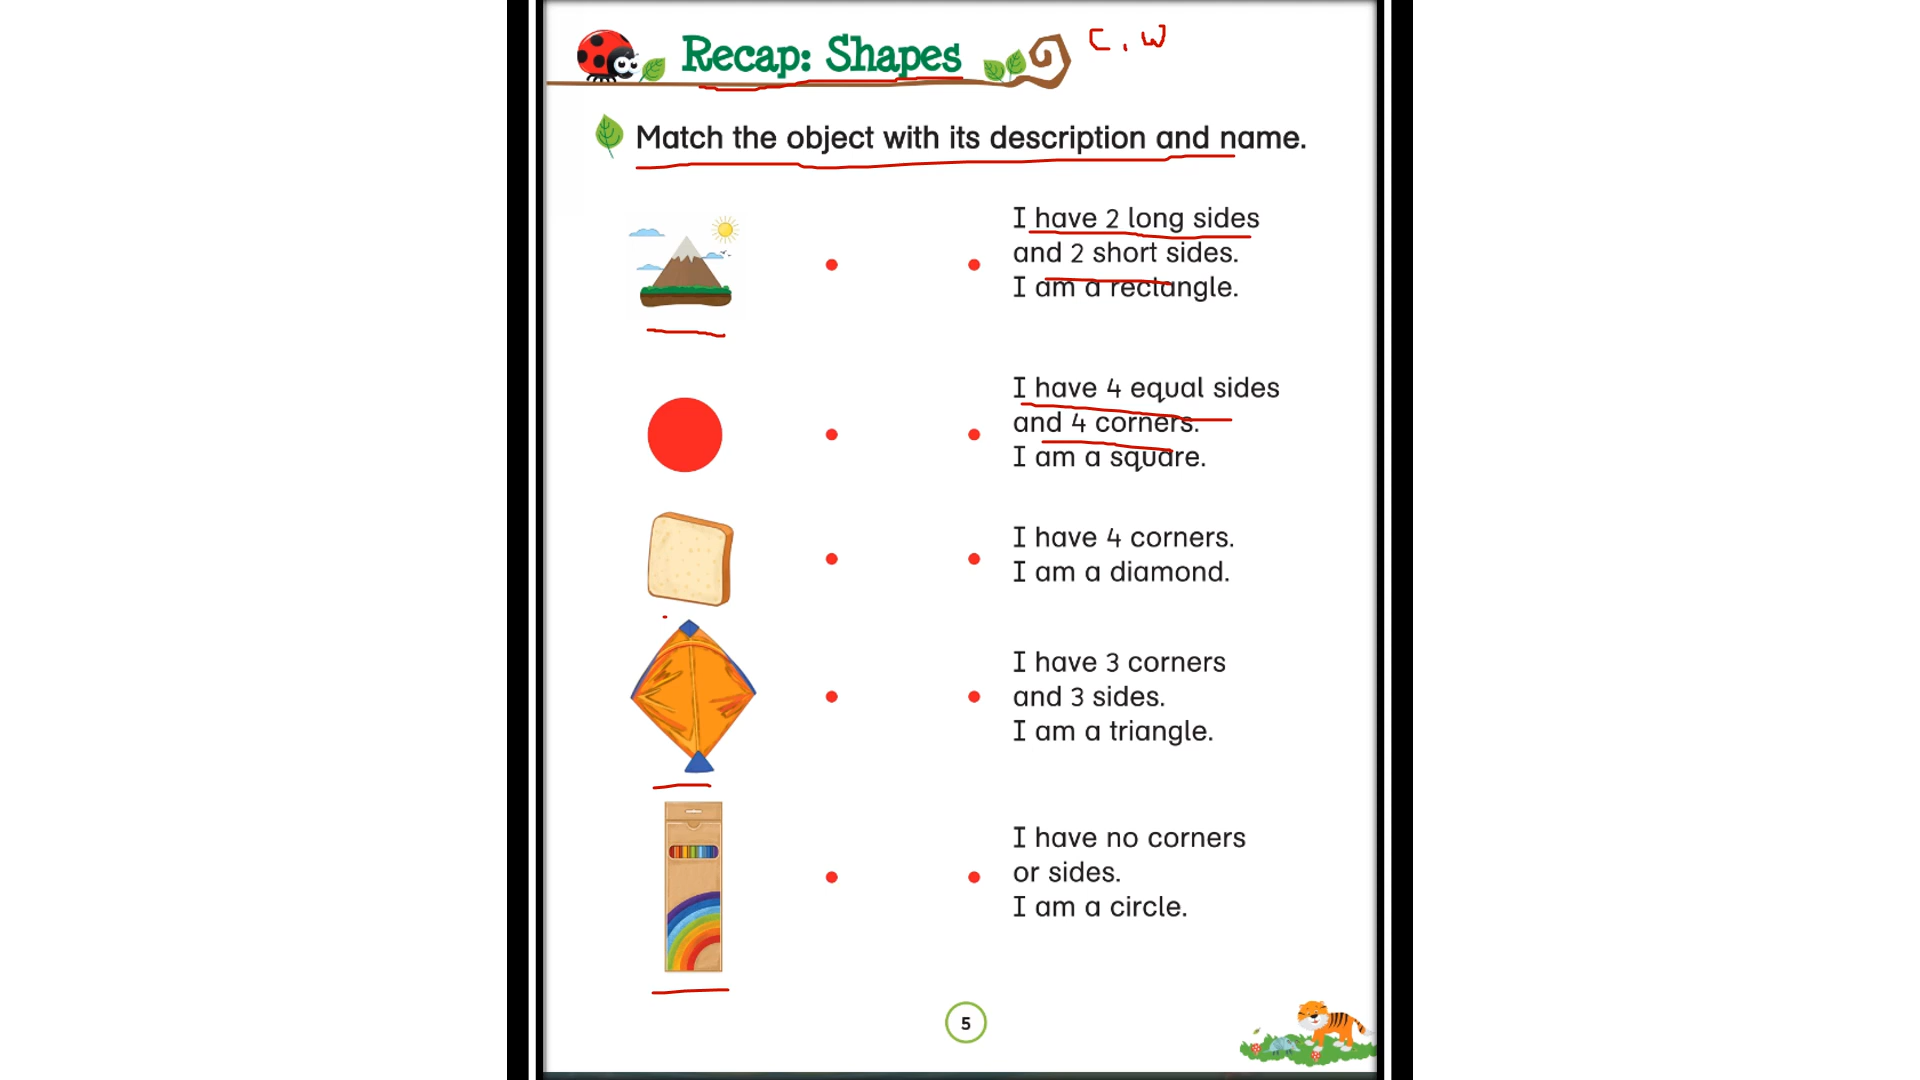 Recap: Shapes
C.W
Match the object with its description and name.
I have 2 long sides
and 2 short sides.
I am a rectangle.
I have 4 equal sides
and 4 corners.
I am a square.
I have 4 corners.
I am a diamond.
I have 3 corners
and 3 sides.
I am a triangle.
I have no corners
or sides.
I am a circle.
5